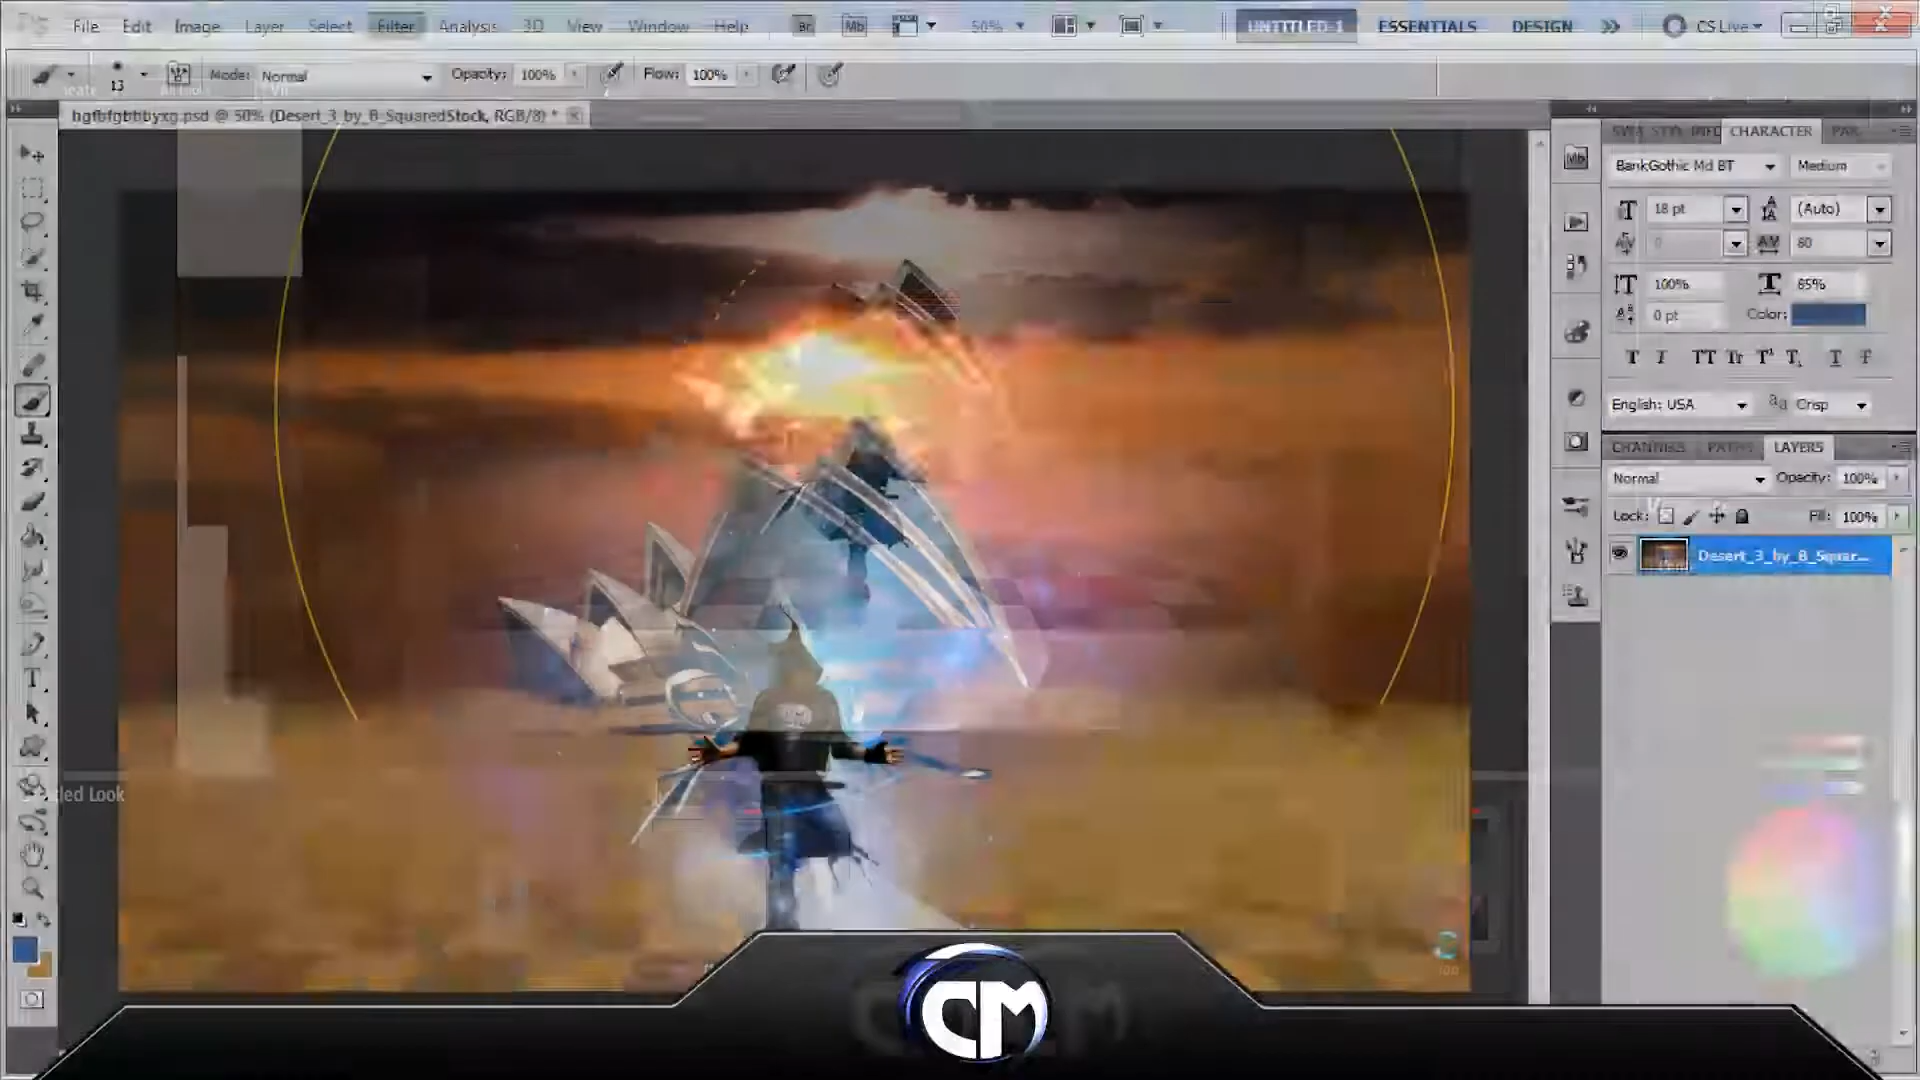 File Edit Image Layer Select Filter Analysis 3D View Window Help Br Mb 50% UNTITLED-1 ESSENTIALS DESIGN CS Live
13 Mode: Normal Opacity: 100% Flow: 100%
hgfbfgbbbyxg.psd @ 50% (Desert_3_by_B_SquaredStock, RGB/8) *
INFO CHARACTER PAR
Mb
BankGothic Md BT Medium
18 pt (Auto)
0 80
100% 85%
0 pt Color:
T T TT Tr T¹ T, T T
English: USA aa Crisp
CHANNELS PATHS LAYERS
Normal Opacity: 100%
Lock: Fill: 100%
Desert_3_by_B_Squar...
led Look
CM